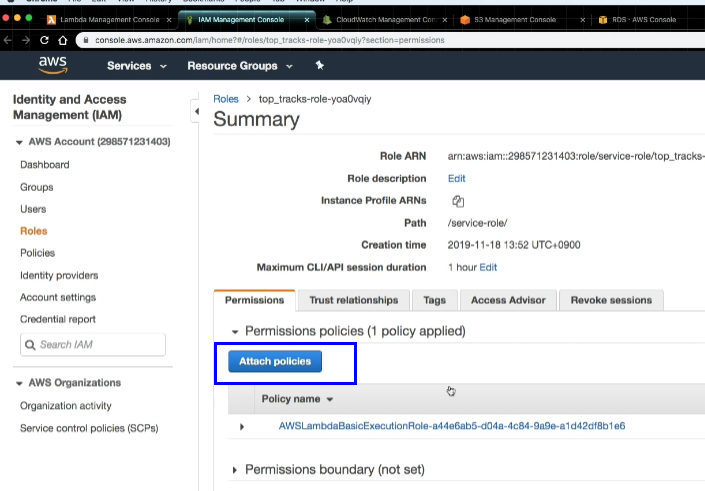 Lambda Management Console
IAM Management Console
CloudWatch Management Con
S3 Management Console
RDS · AWS Console
console.aws.amazon.com/iam/home?#/roles/top_tracks-role-yoa0vqiy?section=permissions
aws
Services
Resource Groups
Identity and Access
Management (IAM)
AWS Account (298571231403)
Dashboard
Groups
Users
Roles
Policies
Identity providers
Account settings
Credential report
Search IAM
AWS Organizations
Organization activity
Service control policies (SCPs)
Roles > top_tracks-role-yoa0vqiy
Summary
Role ARN arn:aws:iam::298571231403:role/service-role/top_tracks-
Role description Edit
Instance Profile ARNs
Path /service-role/
Creation time 2019-11-18 13:52 UTC+0900
Maximum CLI/API session duration 1 hour Edit
Permissions Trust relationships Tags Access Advisor Revoke sessions
Permissions policies (1 policy applied)
Attach policies
Policy name
AWSLambdaBasicExecutionRole-a44e6ab5-d04a-4c84-9a9e-a1d42df8b1e6
Permissions boundary (not set)